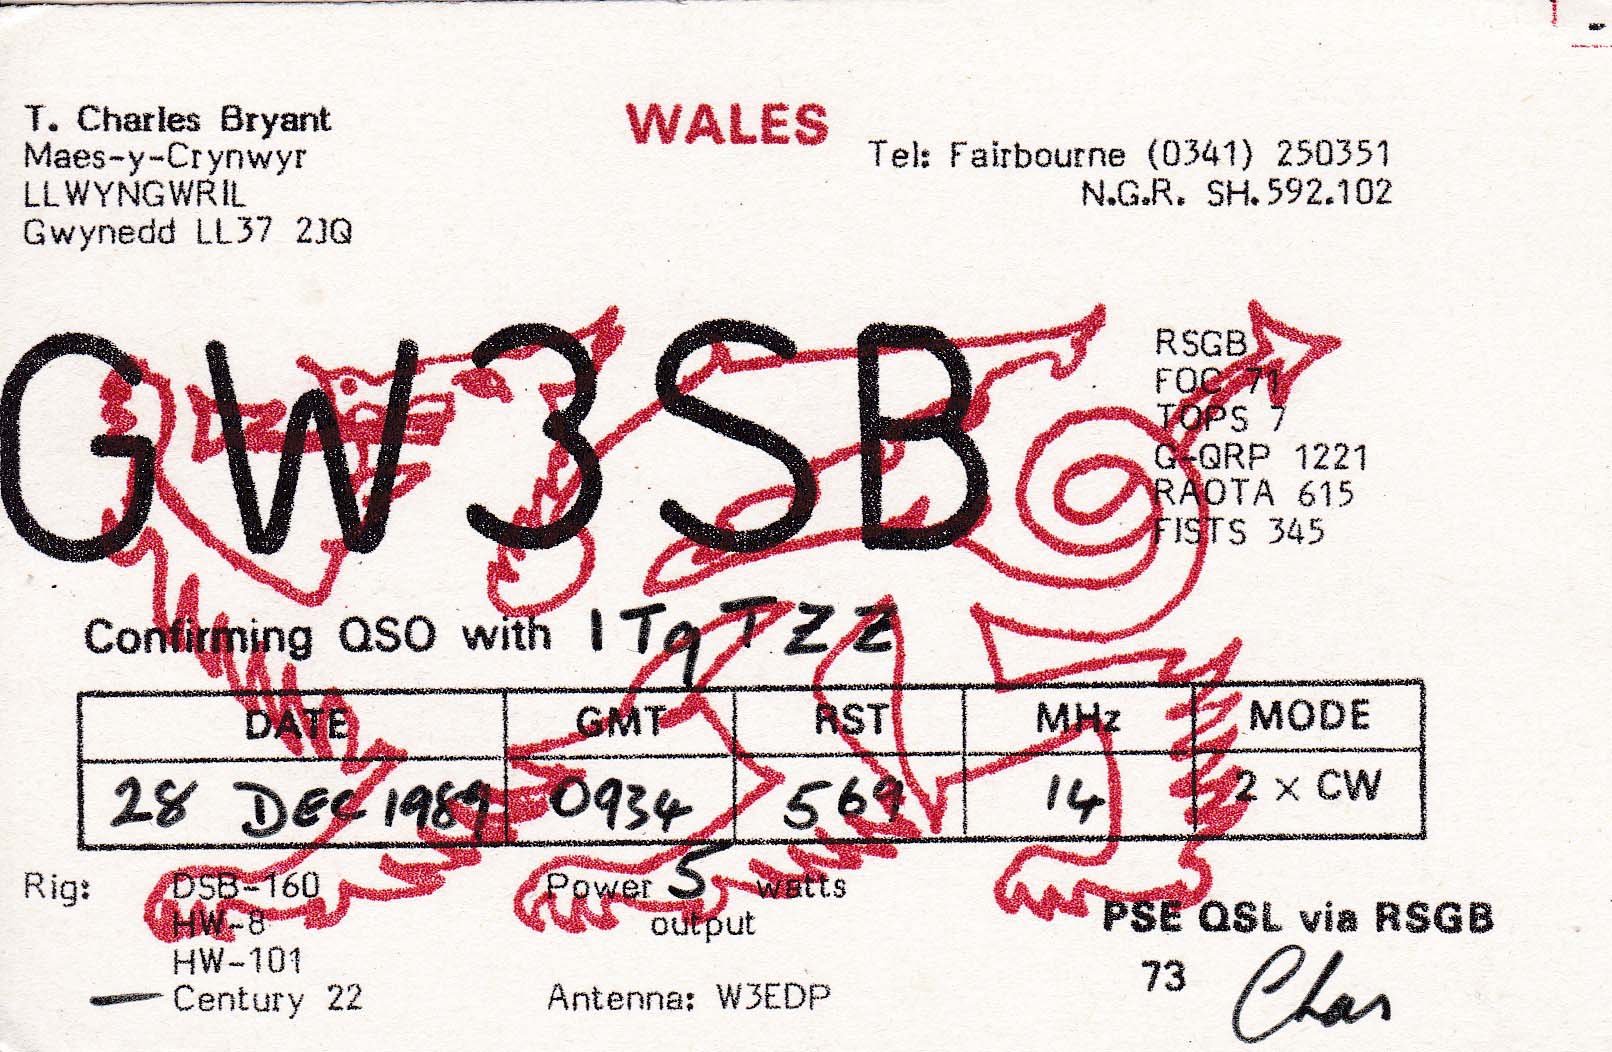 T. Charles Bryant
Maes-y-Crynwyr
LLWYNGWRIL
Gwynedd LL37 2JQ
WALES
Tel: Fairbourne (0341) 250351
N.G.R. SH.592.102
GW3SB
RSGB
FOC 71
TOPS 7
G-QRP 1221
RAOTA 615
FISTS 345
Confirming QSO with IT9TZZ
DATE GMT RST MHz MODE
28 DEC 1989 0934 569 14 2 x CW
Rig: DSB-160
HW-8
HW-101
Century 22
Power 5 watts
output
Antenna: W3EDP
PSE QSL via RSGB
73 Chas